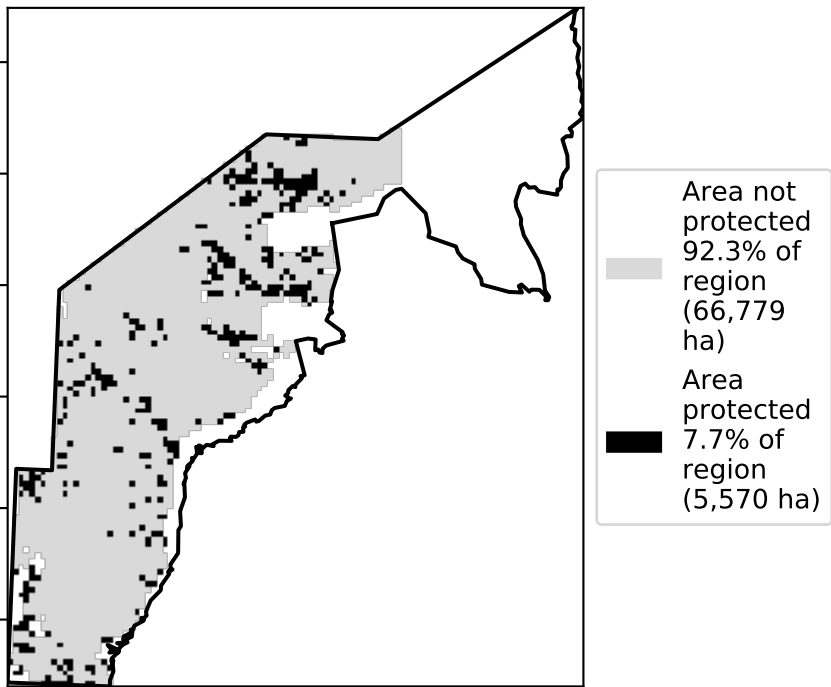 Area not
protected
92.3% of
region
(66,779
ha)
Area
protected
7.7% of
region
(5,570 ha)